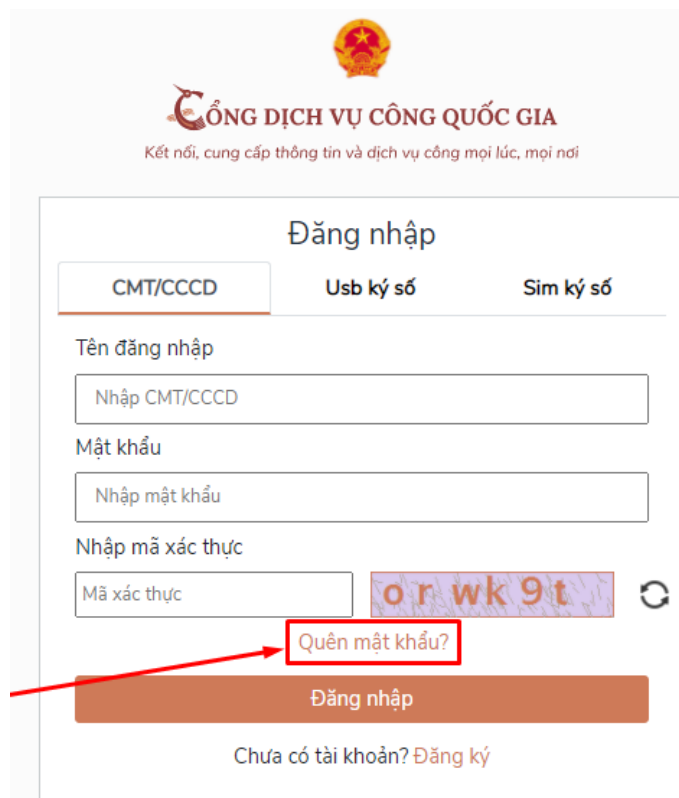 CỔNG DỊCH VỤ CÔNG QUỐC GIA
Kết nối, cung cấp thông tin và dịch vụ công mọi lúc, mọi nơi
Đăng nhập
CMT/CCCD Usb ký số Sim ký số
Tên đăng nhập
Nhập CMT/CCCD
Mật khẩu
Nhập mật khẩu
Nhập mã xác thực
Mã xác thực orwk9t
Quên mật khẩu?
Đăng nhập
Chưa có tài khoản? Đăng ký